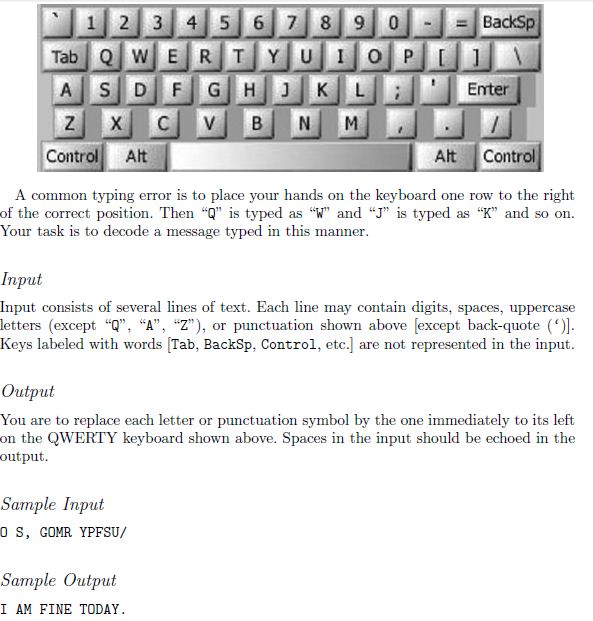 ` 1 2 3 4 5 6 7 8 9 0 - = BackSp
Tab Q W E R T Y U I O P [ ] \
A S D F G H J K L ; ' Enter
Z X C V B N M , . /
Control Alt Alt Control
A common typing error is to place your hands on the keyboard one row to the right
of the correct position. Then “Q” is typed as “W” and “J” is typed as “K” and so on.
Your task is to decode a message typed in this manner.
Input
Input consists of several lines of text. Each line may contain digits, spaces, uppercase
letters (except “Q”, “A”, “Z”), or punctuation shown above [except back-quote (‘)].
Keys labeled with words [Tab, BackSp, Control, etc.] are not represented in the input.
Output
You are to replace each letter or punctuation symbol by the one immediately to its left
on the QWERTY keyboard shown above. Spaces in the input should be echoed in the
output.
Sample Input
O S, GOMR YPFSU/
Sample Output
I AM FINE TODAY.